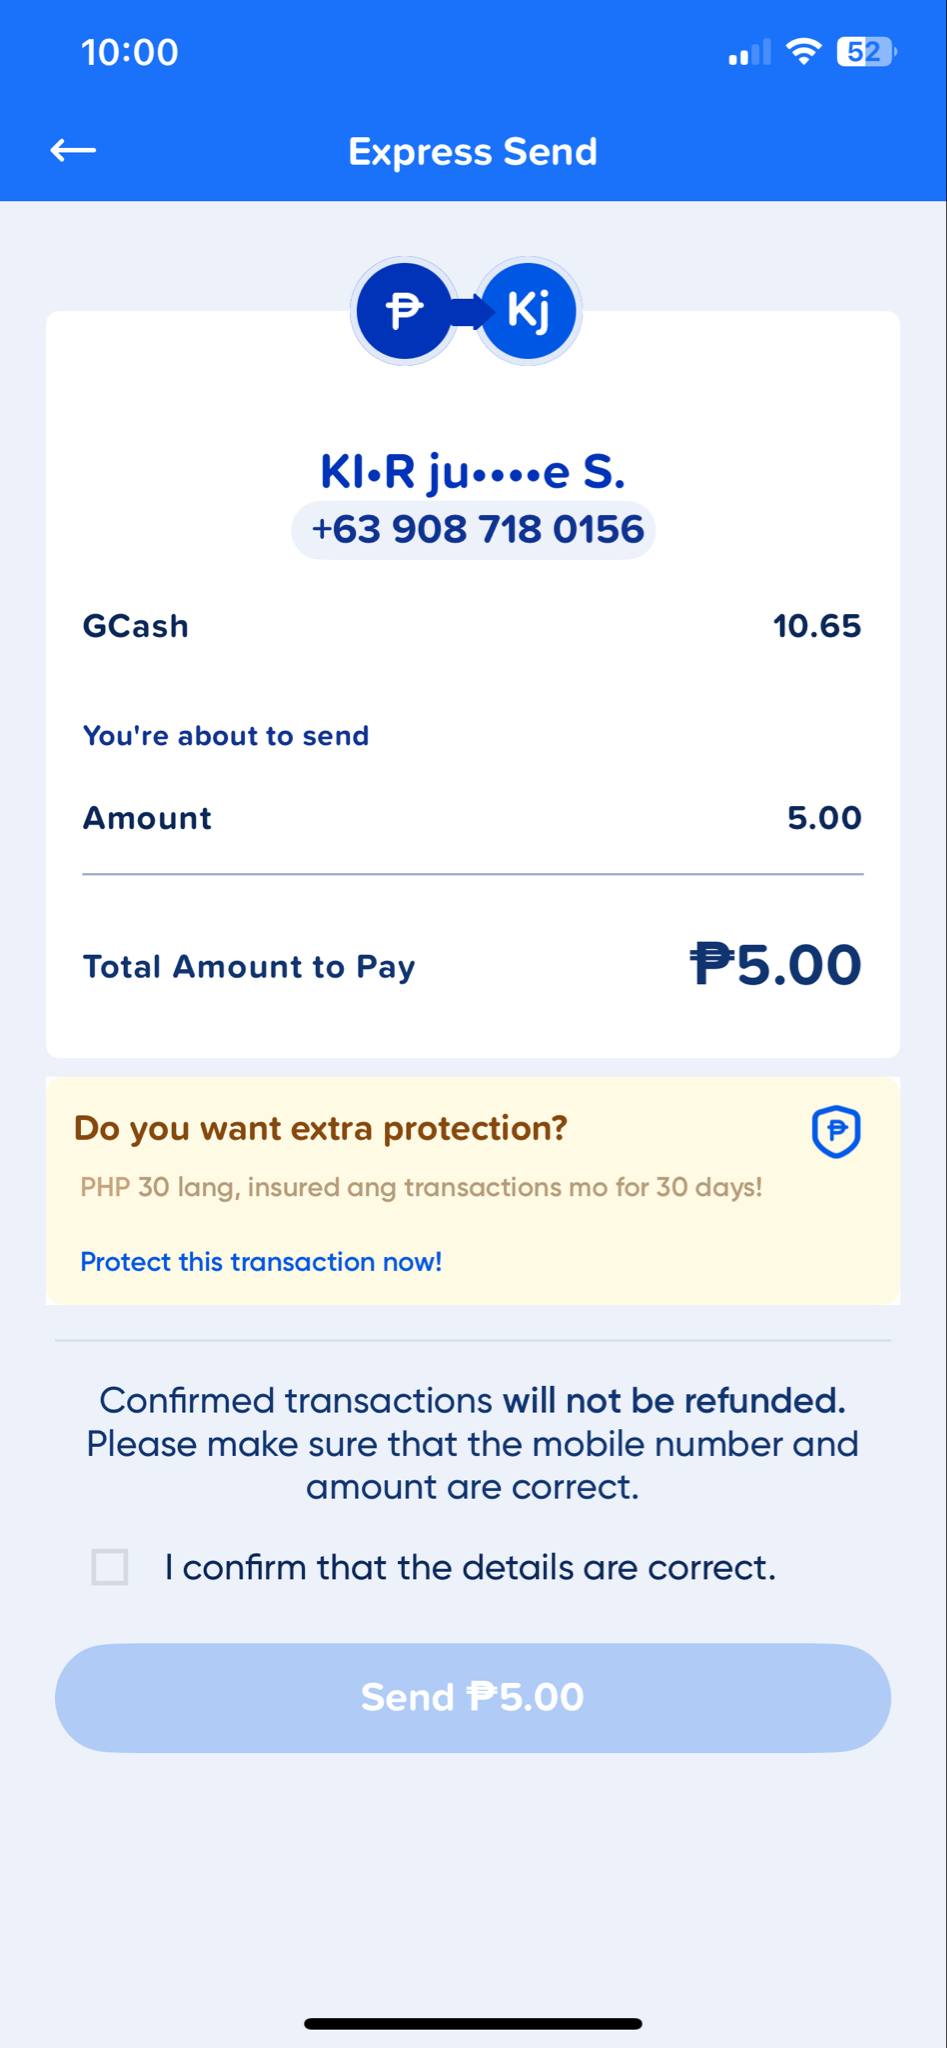 10:00
52
Express Send
₱
Kj
Kl•R ju••••e S.
+63 908 718 0156
GCash
10.65
You're about to send
Amount
5.00
Total Amount to Pay
₱5.00
Do you want extra protection?
₱
PHP 30 lang, insured ang transactions mo for 30 days!
Protect this transaction now!
Confirmed transactions will not be refunded.
Please make sure that the mobile number and
amount are correct.
I confirm that the details are correct.
Send ₱5.00